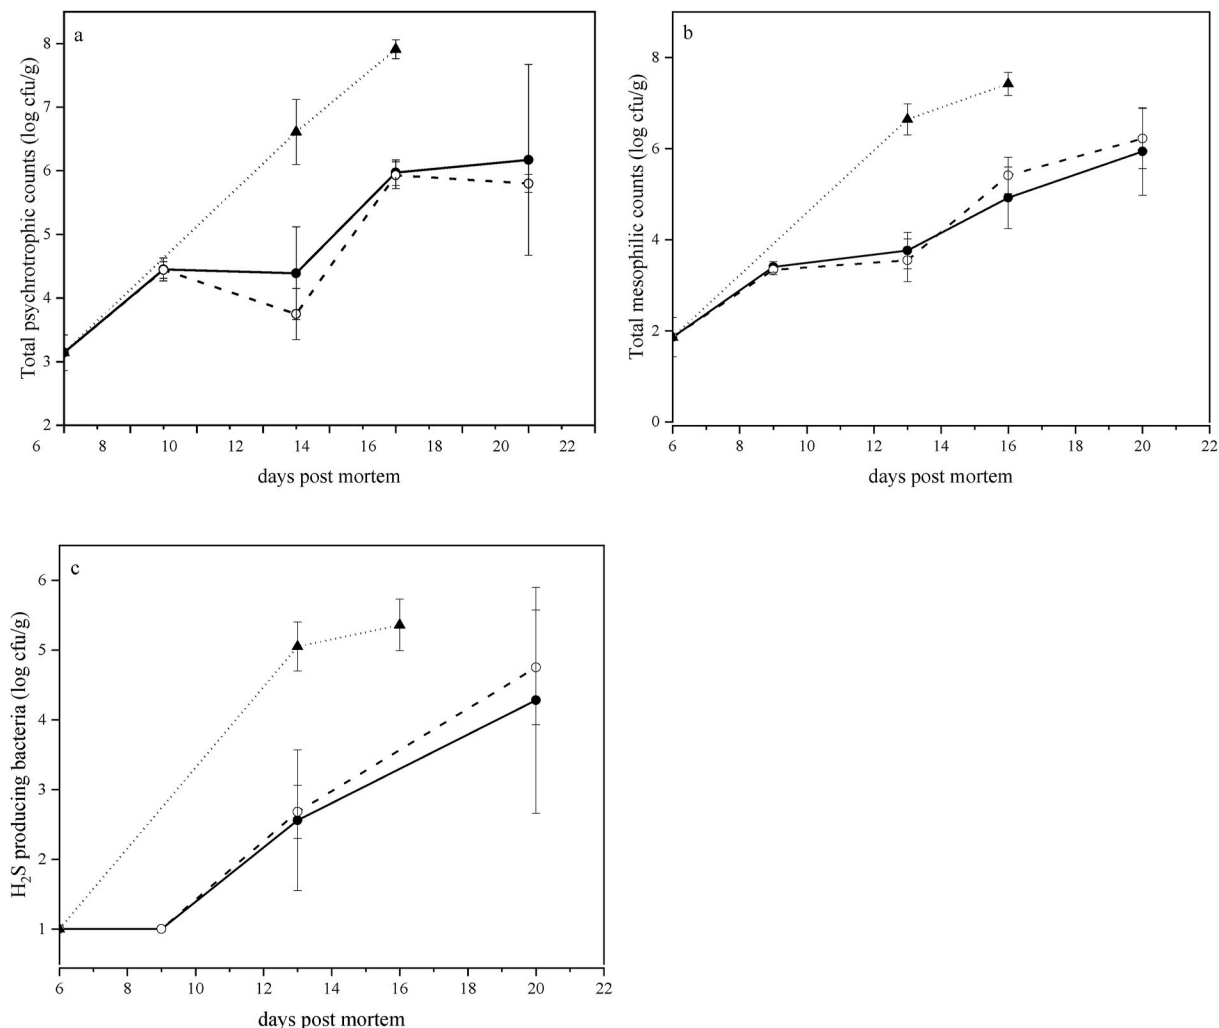 a
Total psychrotrophic counts (log cfu/g)
8
7
6
5
4
3
2
6 10 12 14 16 18 20 22
days post mortem
b
Total mesophilic counts (log cfu/g)
8
6
4
2
0
6 8 10 12 14 16 18 20 22
days post mortem
c
H₂S producing bacteria (log cfu/g)
6
5
4
3
2
1
6 8 10 12 14 16 18 20 22
days post mortem